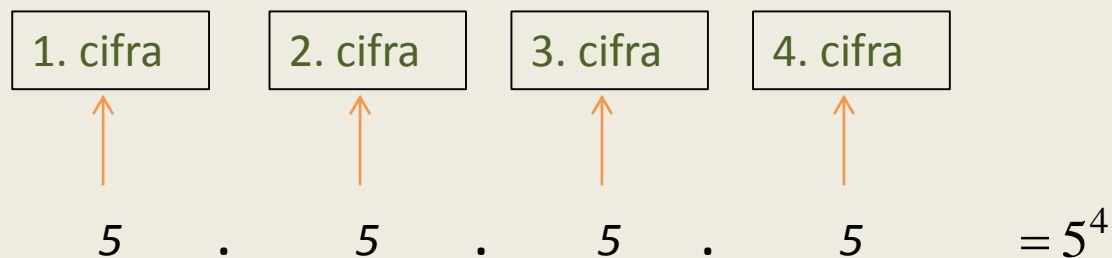 1. cifra 2. cifra 3. cifra 4. cifra
5 . 5 . 5 . 5 = 5⁴